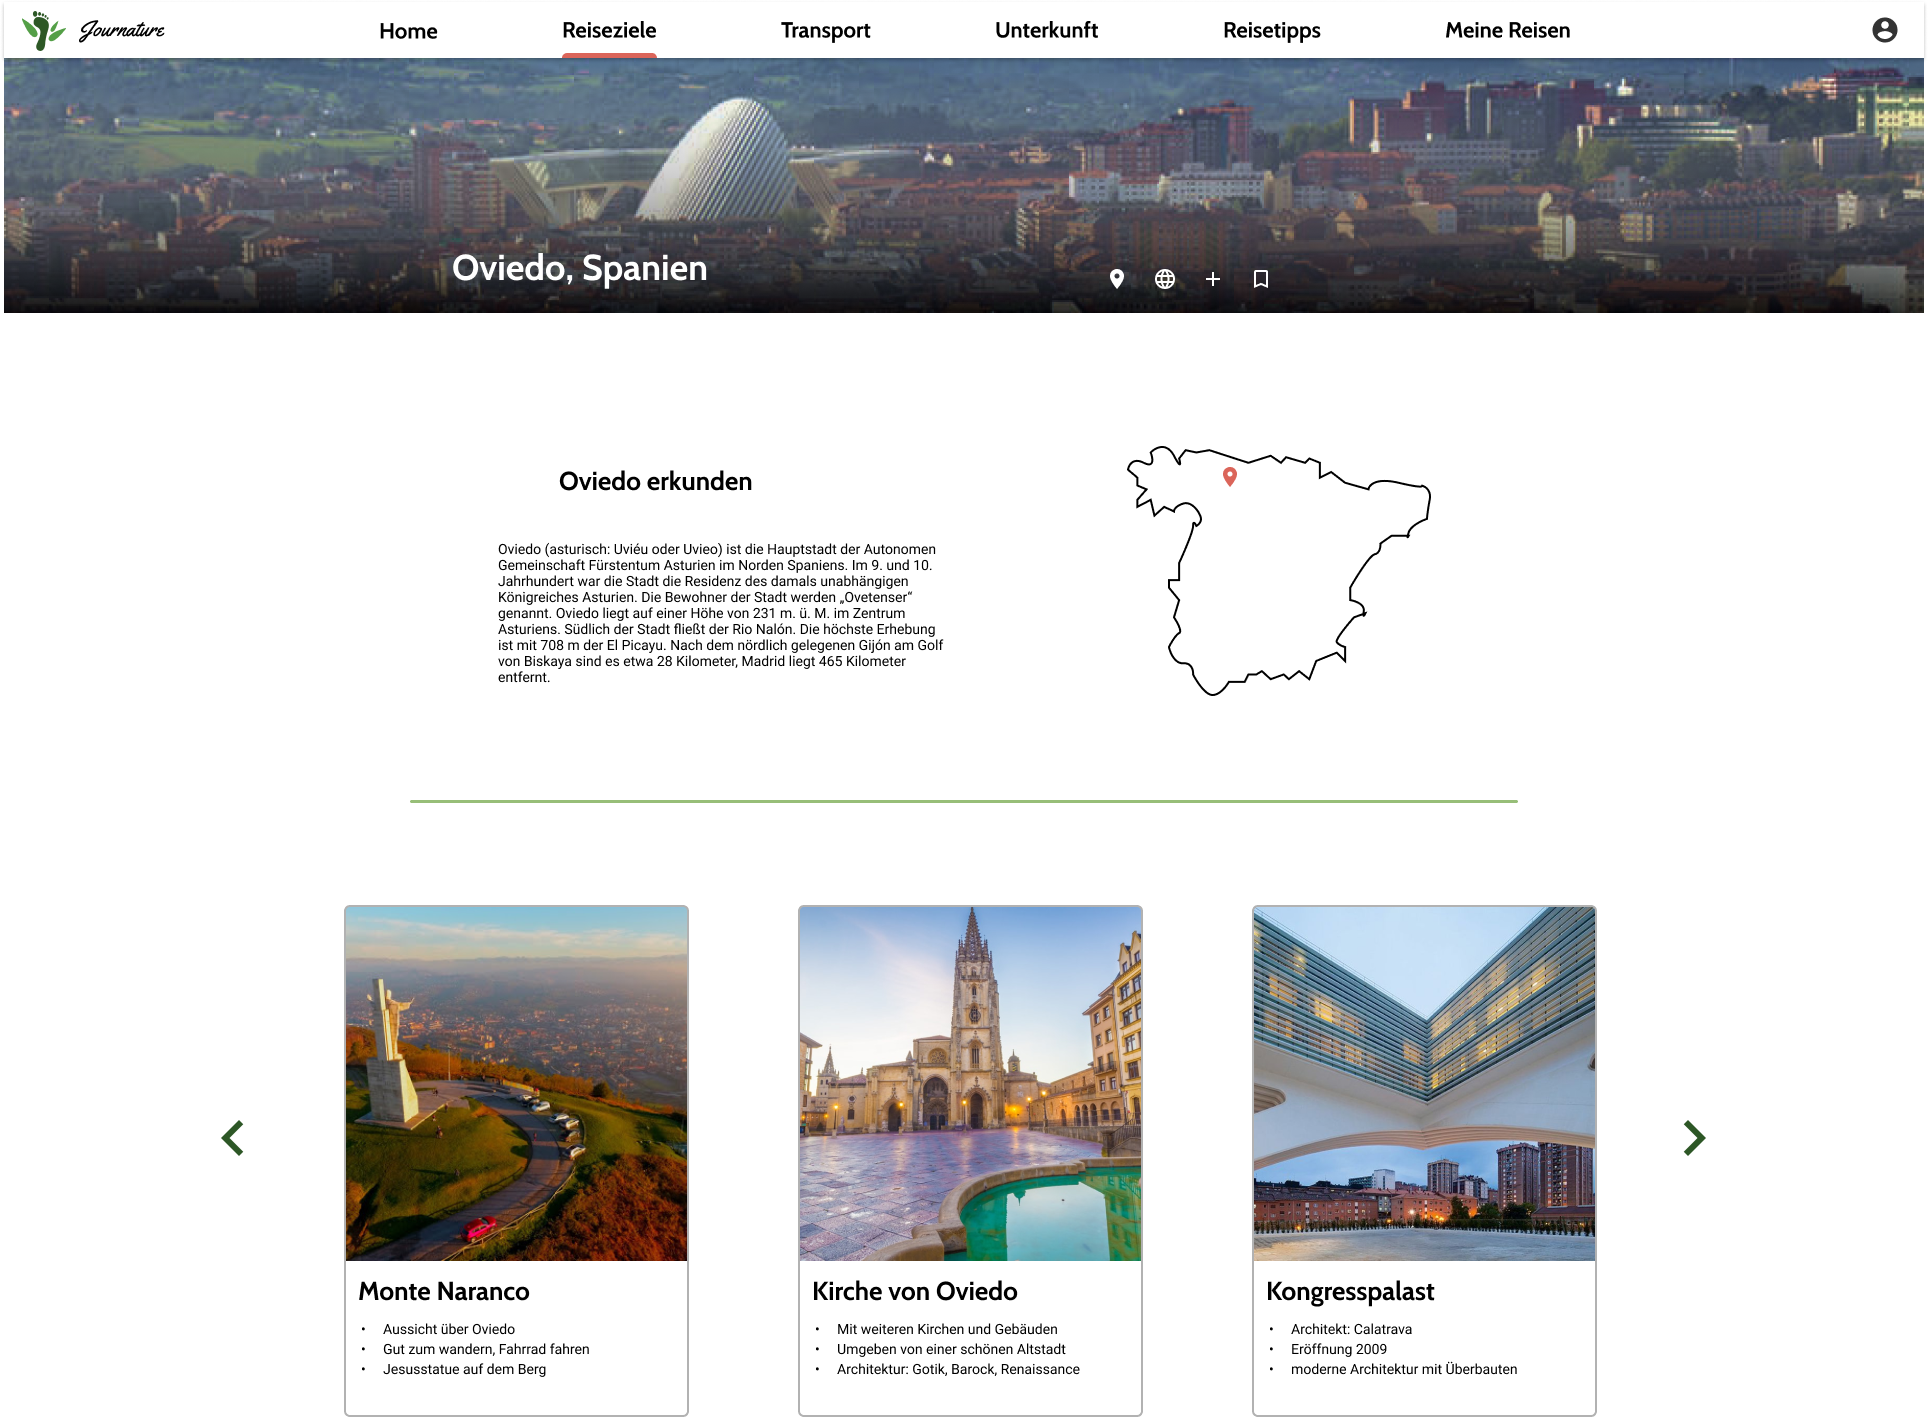 Journature
Home
Reiseziele
Transport
Unterkunft
Reisetipps
Meine Reisen
Oviedo, Spanien
Oviedo erkunden
Oviedo (asturisch: Uviéu oder Uvieo) ist die Hauptstadt der Autonomen
Gemeinschaft Fürstentum Asturien im Norden Spaniens. Im 9. und 10.
Jahrhundert war die Stadt die Residenz des damals unabhängigen
Königreiches Asturien. Die Bewohner der Stadt werden „Ovetenser“
genannt. Oviedo liegt auf einer Höhe von 231 m. ü. M. im Zentrum
Asturiens. Südlich der Stadt fließt der Rio Nalón. Die höchste Erhebung
ist mit 708 m der El Picayu. Nach dem nördlich gelegenen Gijón am Golf
von Biskaya sind es etwa 28 Kilometer, Madrid liegt 465 Kilometer
entfernt.
Monte Naranco
• Aussicht über Oviedo
• Gut zum wandern, Fahrrad fahren
• Jesusstatue auf dem Berg
Kirche von Oviedo
• Mit weiteren Kirchen und Gebäuden
• Umgeben von einer schönen Altstadt
• Architektur: Gotik, Barock, Renaissance
Kongresspalast
• Architekt: Calatrava
• Eröffnung 2009
• moderne Architektur mit Überbauten